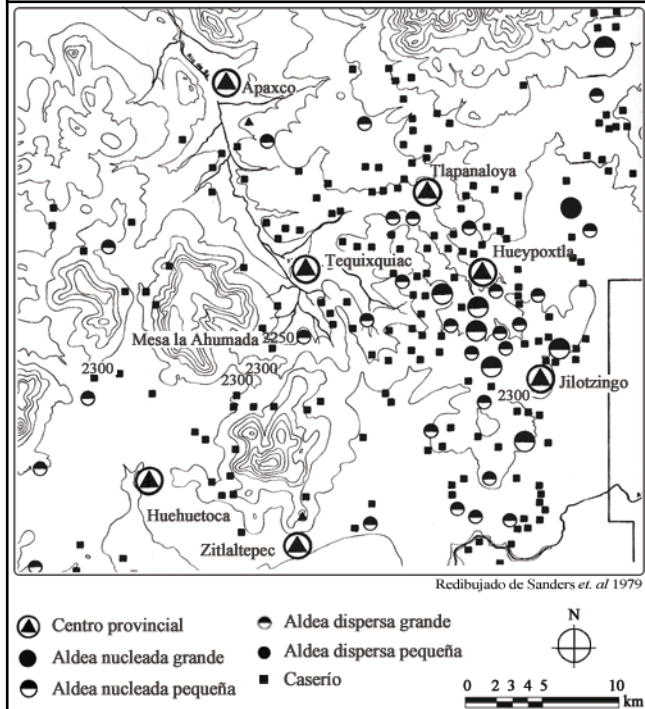 Apaxco
Tlapanaloya
Hueypoxtla
Tequixquiac
Mesa la Ahumada
2250
2300
2300
2300
2300
Jilotzingo
Huehuetoca
Zitlaltepec
Redibujado de Sanders et. al 1979
Centro provincial
Aldea nucleada grande
Aldea nucleada pequeña
Aldea dispersa grande
Aldea dispersa pequeña
Caserío
N
0 2 3 4 5 10
km